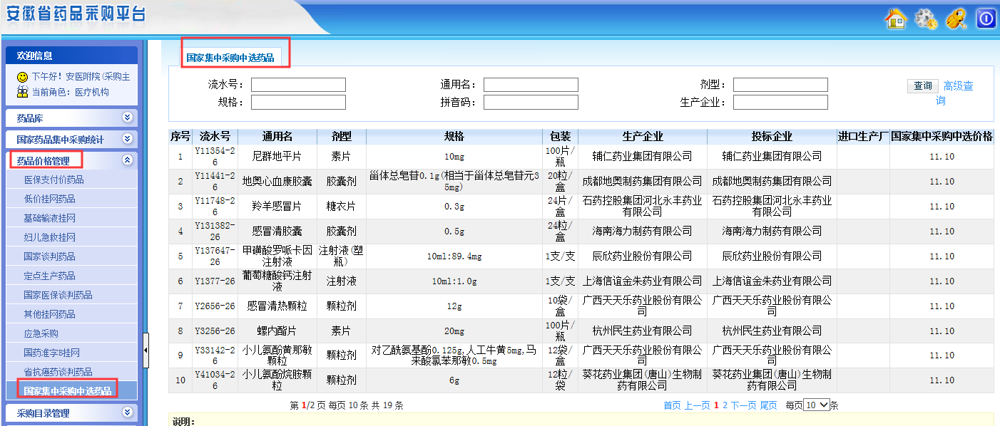 安徽省药品采购平台
欢迎信息
下午好！安医附院(采购主
当前角色：医疗机构
药品库
国家药品集中采购统计
药品价格管理
医保支付价药品
低价挂网药品
基础输液挂网
妇儿急救挂网
国家谈判药品
定点生产药品
国家医保谈判药品
其他挂网药品
应急采购
国药准字B挂网
省抗癌药谈判药品
国家集中采购中选药品
采购目录管理
国家集中采购中选药品
流水号： 通用名： 剂型： 查询 高级查
规格： 拼音码： 生产企业： 询
序号 流水号 通用名 剂型 规格 包装 生产企业 投标企业 进口生产厂 国家集中采购中选价格
1 Y11354-26 尼群地平片 素片 10mg 100片/瓶 辅仁药业集团有限公司 辅仁药业集团有限公司 11.10
2 Y11441-26 地奥心血康胶囊 胶囊剂 甾体总皂苷0.1g(相当于甾体总皂苷元35mg) 20粒/盒 成都地奥制药集团有限公司 成都地奥制药集团有限公司 11.10
3 Y11748-26 羚羊感冒片 糖衣片 0.3g 24片/盒 石药控股集团河北永丰药业有限公司 石药控股集团河北永丰药业有限公司 11.10
4 Y131382-26 感冒清胶囊 胶囊剂 0.5g 24粒/盒 海南海力制药有限公司 海南海力制药有限公司 11.10
5 Y137647-26 甲磺酸罗哌卡因注射液 注射液(塑瓶) 10ml:89.4mg 1支/支 辰欣药业股份有限公司 辰欣药业股份有限公司 11.10
6 Y1377-26 葡萄糖酸钙注射液 注射液 10ml:1.0g 1支/支 上海信谊金朱药业有限公司 上海信谊金朱药业有限公司 11.10
7 Y2656-26 感冒清热颗粒 颗粒剂 12g 10袋/盒 广西天天乐药业股份有限公司 广西天天乐药业股份有限公司 11.10
8 Y3256-26 螺内酯片 素片 20mg 100片/瓶 杭州民生药业有限公司 杭州民生药业有限公司 11.10
9 Y33142-26 小儿氨酚黄那敏颗粒 颗粒剂 对乙酰氨基酚0.125g,人工牛黄5mg,马来酸氯苯那敏0.5mg 12袋/盒 广西天天乐药业股份有限公司 广西天天乐药业股份有限公司 11.10
10 Y41034-26 小儿氨酚烷胺颗粒 颗粒剂 6g 12粒/袋 葵花药业集团(唐山)生物制药有限公司 葵花药业集团(唐山)生物制药有限公司 11.10
第 1/2 页 每页 10 条 共 19 条 首页 上一页 1 2 下一页 尾页 每页 10 条
说明：